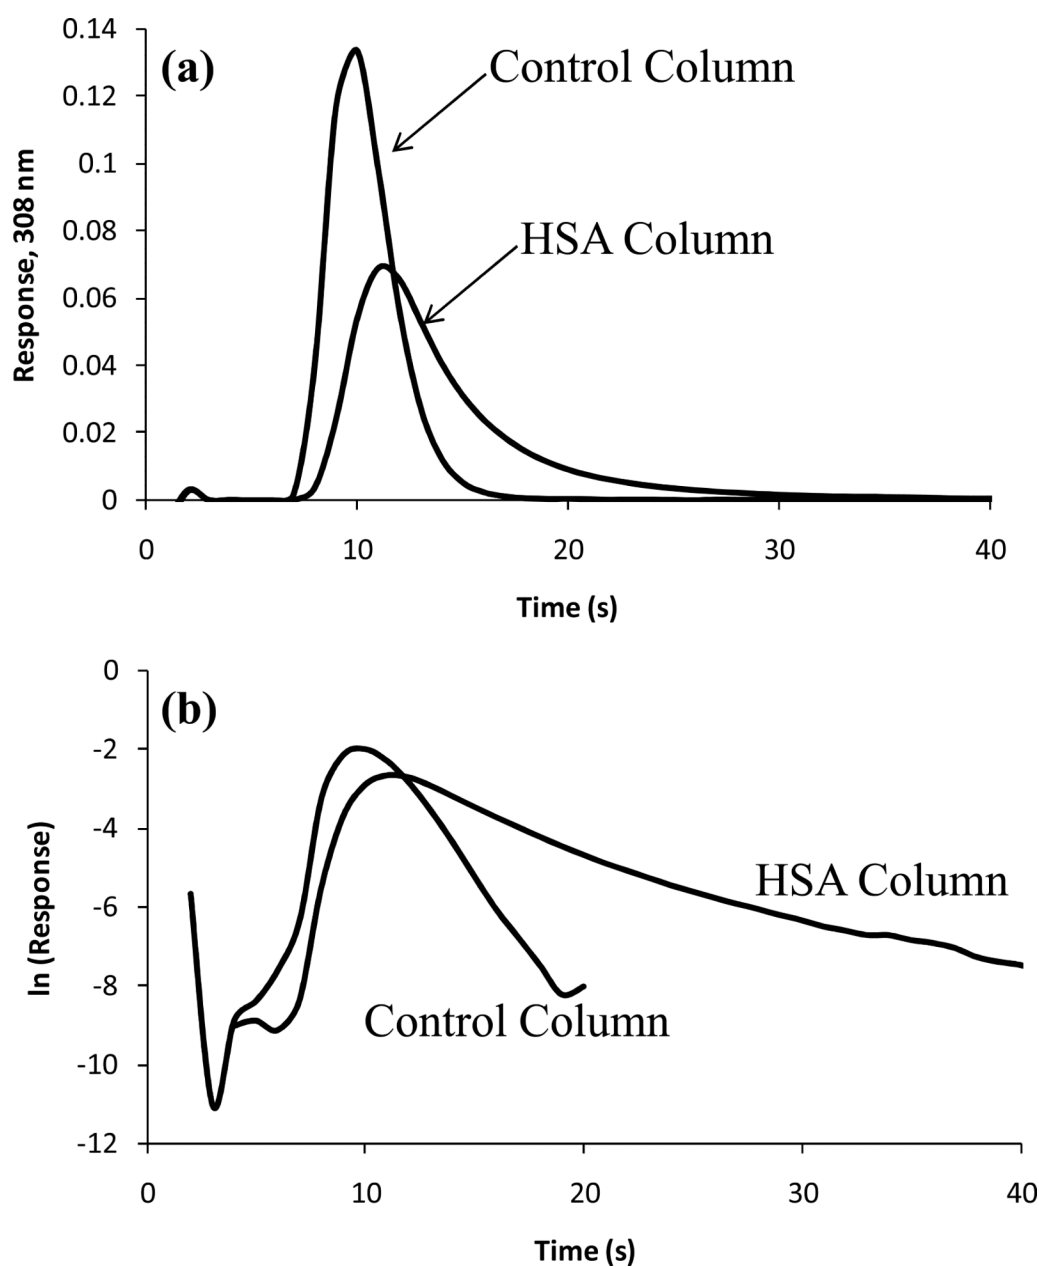 (a)
Control Column
HSA Column
Response, 308 nm
0.14
0.12
0.1
0.08
0.06
0.04
0.02
0
0 10 20 30 40
Time (s)
(b)
HSA Column
Control Column
ln (Response)
0
-2
-4
-6
-8
-10
-12
0 10 20 30 40
Time (s)